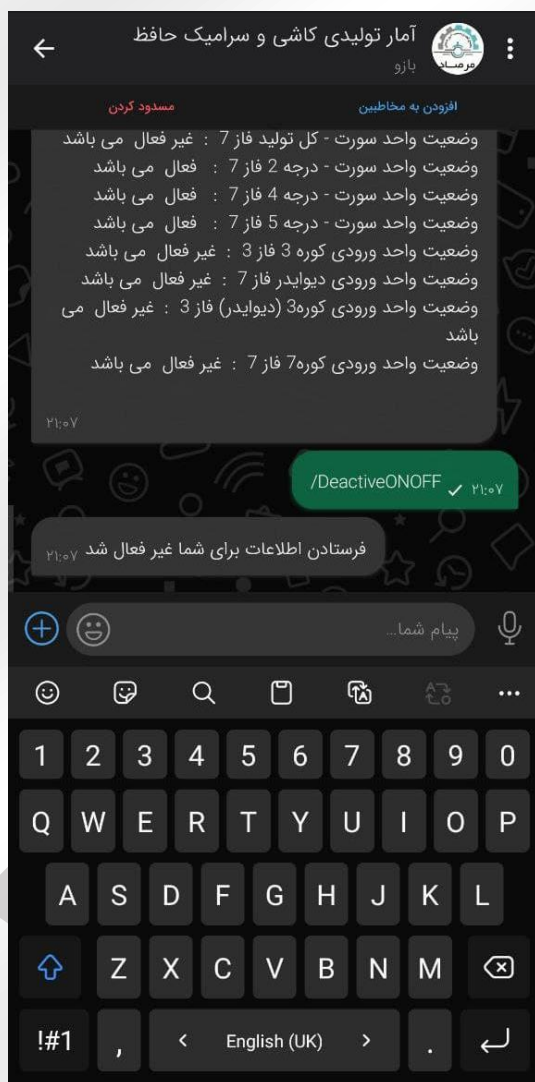 آمار تولیدی کاشی و سرامیک حافظ
بازو
مرصاد
افزودن به مخاطبین
مسدود کردن
وضعیت واحد سورت - کل تولید فاز 7 : غیر فعال می باشد
وضعیت واحد سورت - درجه 2 فاز 7 : فعال می باشد
وضعیت واحد سورت - درجه 4 فاز 7 : فعال می باشد
وضعیت واحد سورت - درجه 5 فاز 7 : فعال می باشد
وضعیت واحد ورودی کوره 3 فاز 3 : غیر فعال می باشد
وضعیت واحد ورودی دیوایدر فاز 7 : غیر فعال می باشد
وضعیت واحد ورودی کوره3 (دیوایدر) فاز 3 : غیر فعال می
باشد
وضعیت واحد ورودی کوره7 فاز 7 : غیر فعال می باشد
۲۱:۰۷
/DeactiveONOFF ۲۱:۰۷
فرستادن اطلاعات برای شما غیر فعال شد ۲۱:۰۷
پیام شما...
1 2 3 4 5 6 7 8 9 0
Q W E R T Y U I O P
A S D F G H J K L
Z X C V B N M
!#1 , < English (UK) > .